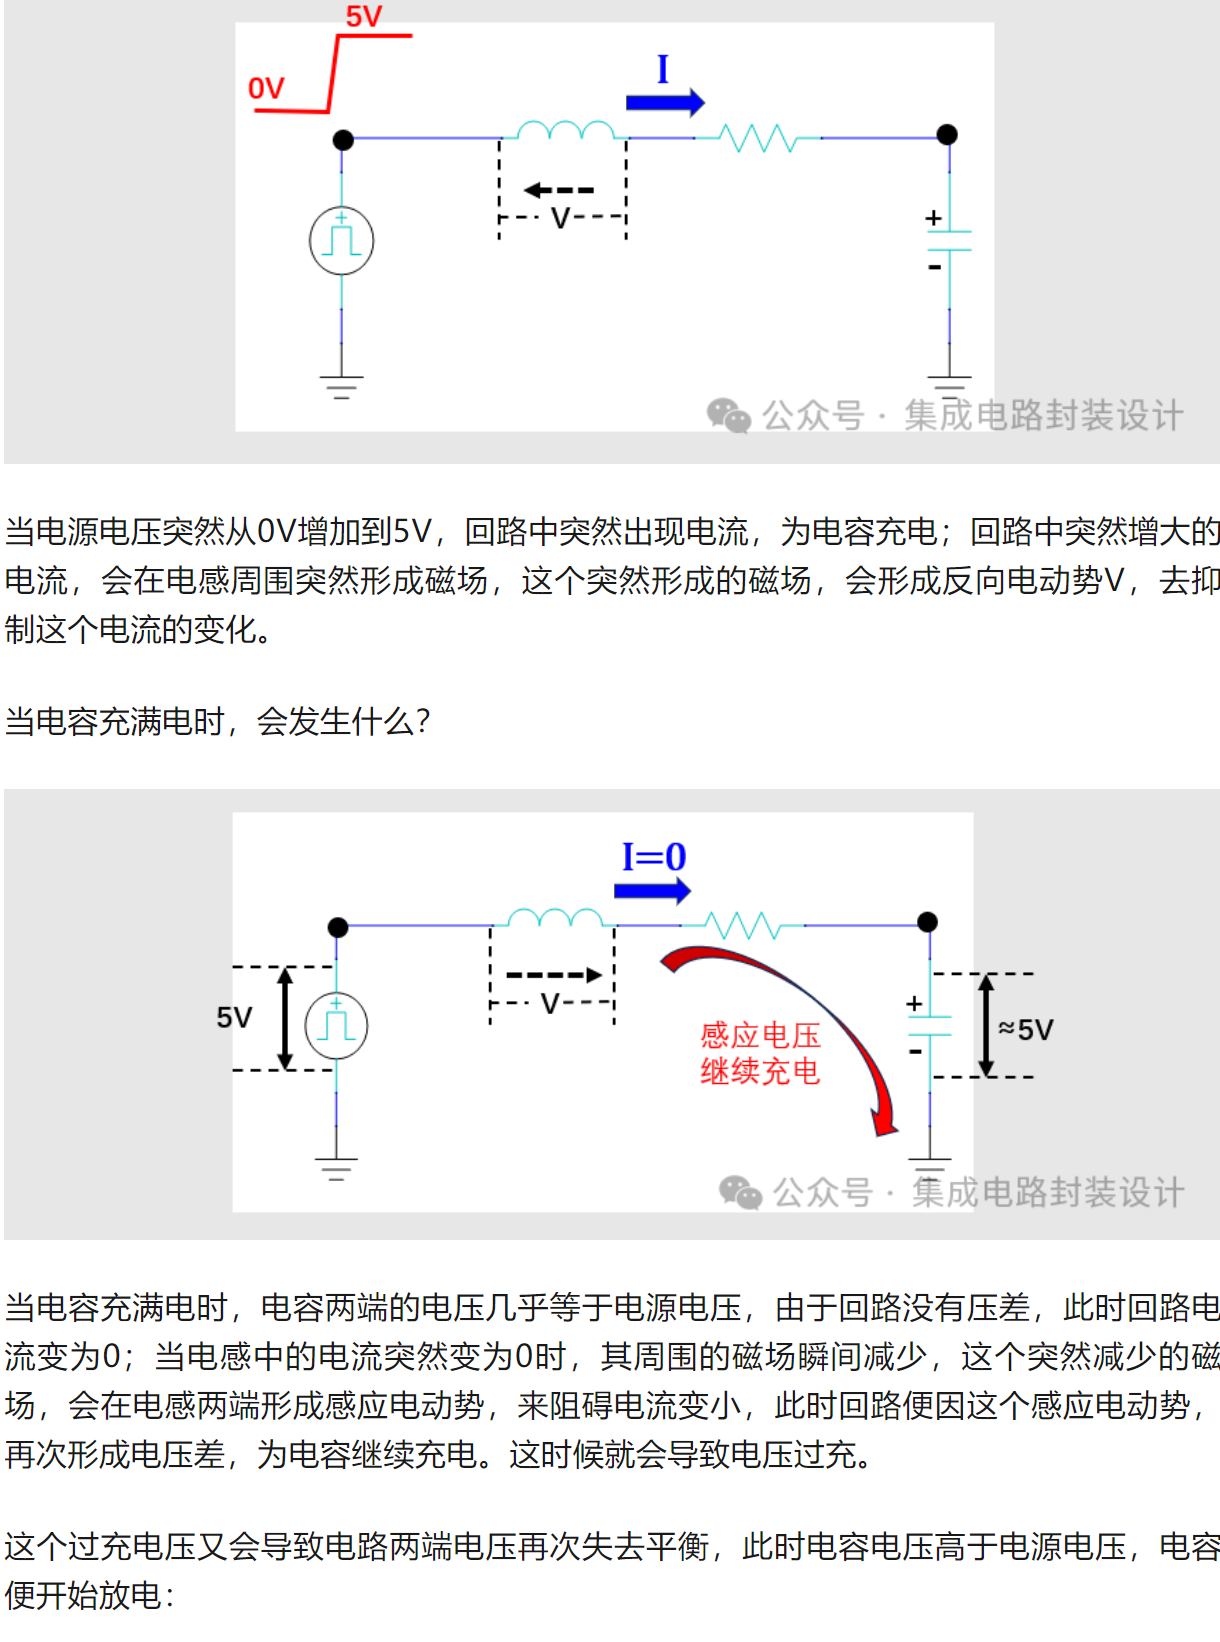 5V
0V
I
V
+
-
公众号 · 集成电路封装设计
当电源电压突然从0V增加到5V，回路中突然出现电流，为电容充电；回路中突然增大的
电流，会在电感周围突然形成磁场，这个突然形成的磁场，会形成反向电动势V，去抑
制这个电流的变化。
当电容充满电时，会发生什么？
I=0
5V
V
+
-
≈5V
感应电压
继续充电
公众号 · 集成电路封装设计
当电容充满电时，电容两端的电压几乎等于电源电压，由于回路没有压差，此时回路电
流变为0；当电感中的电流突然变为0时，其周围的磁场瞬间减少，这个突然减少的磁
场，会在电感两端形成感应电动势，来阻碍电流变小，此时回路便因这个感应电动势，
再次形成电压差，为电容继续充电。这时候就会导致电压过充。
这个过充电压又会导致电路两端电压再次失去平衡，此时电容电压高于电源电压，电容
便开始放电：